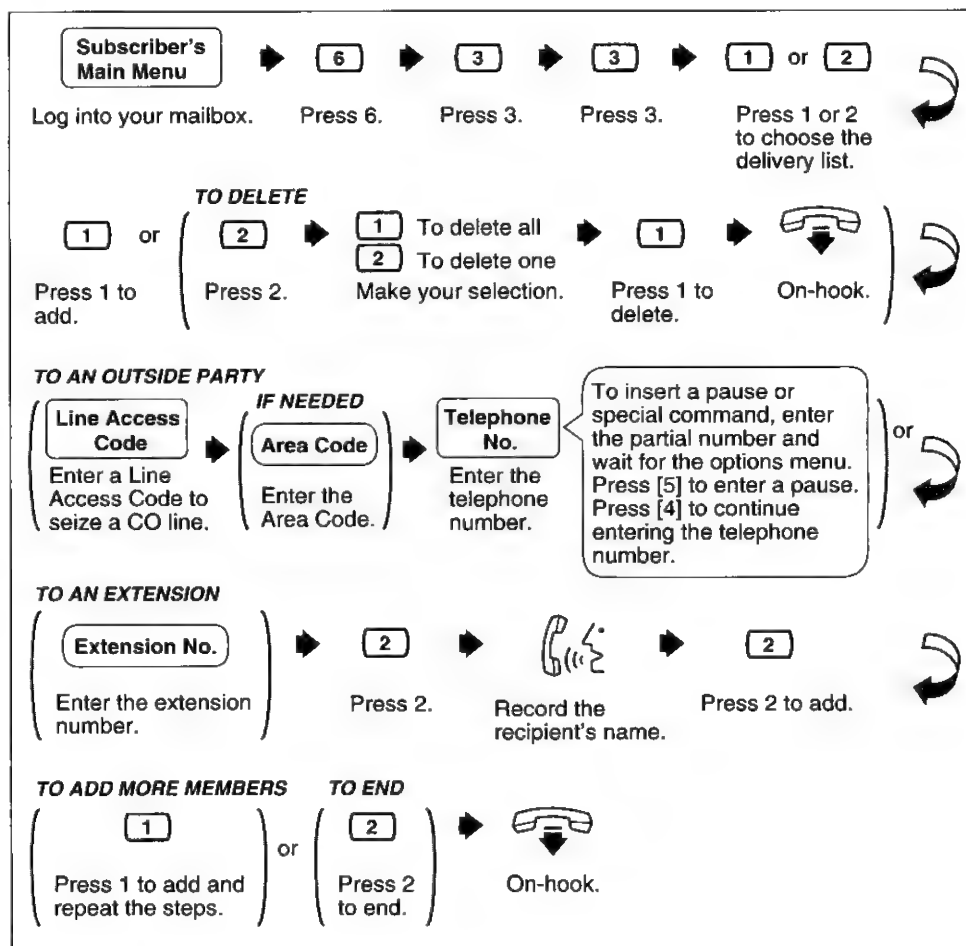 Subscriber's
Main Menu
6
3
3
1 or 2
Log into your mailbox.
Press 6.
Press 3.
Press 3.
Press 1 or 2
to choose the
delivery list.
TO DELETE
1 or
2
1 To delete all
2 To delete one
1
Press 1 to
add.
Press 2.
Make your selection.
Press 1 to
delete.
On-hook.
TO AN OUTSIDE PARTY
Line Access
Code
Enter a Line
Access Code to
seize a CO line.
IF NEEDED
Area Code
Enter the
Area Code.
Telephone
No.
Enter the
telephone
number.
To insert a pause or
special command, enter
the partial number and
wait for the options menu.
Press [5] to enter a pause.
Press [4] to continue
entering the telephone
number.
or
TO AN EXTENSION
Extension No.
Enter the extension
number.
2
Press 2.
Record the
recipient's name.
2
Press 2 to add.
TO ADD MORE MEMBERS
1
Press 1 to add and
repeat the steps.
or
TO END
2
Press 2
to end.
On-hook.